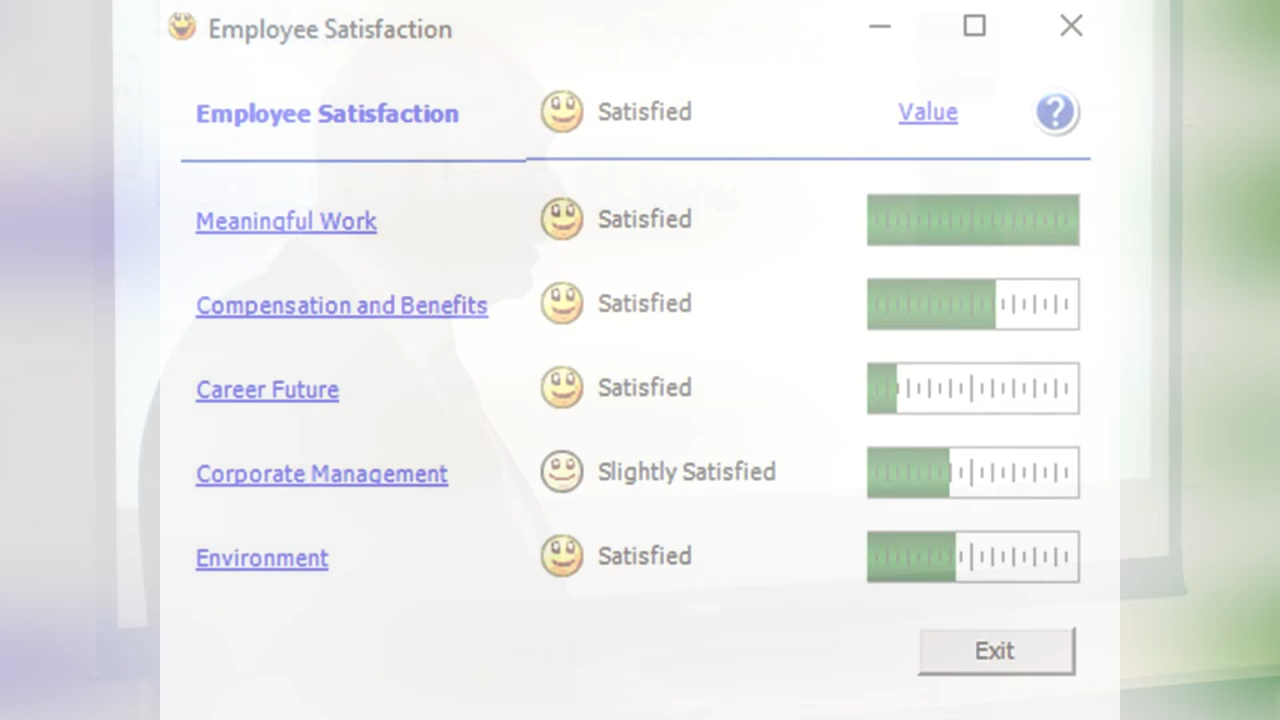 Employee Satisfaction
Employee Satisfaction Satisfied Value ?
Meaningful Work Satisfied
Compensation and Benefits Satisfied
Career Future Satisfied
Corporate Management Slightly Satisfied
Environment Satisfied
Exit